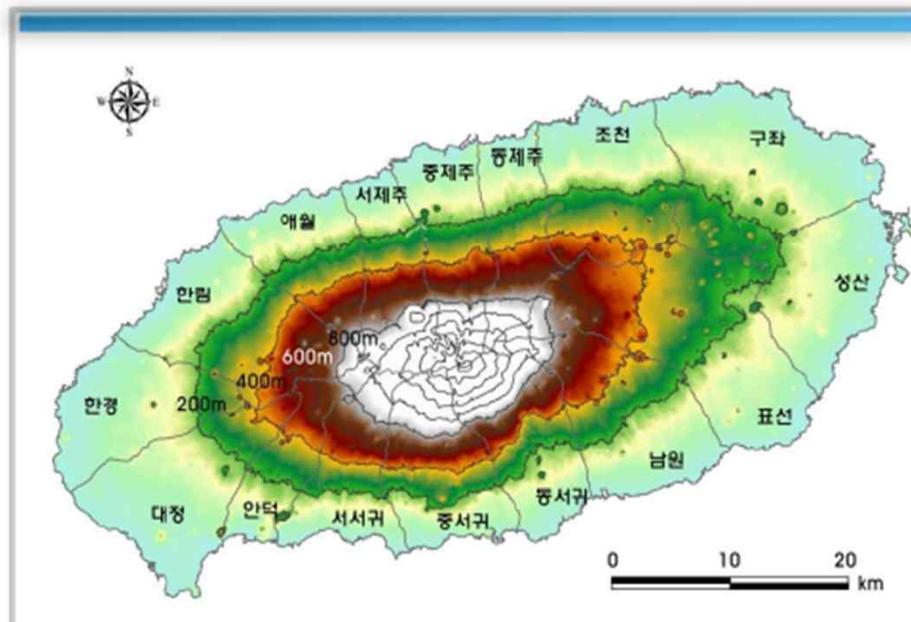 N
W E
S
조천
구좌
동제주
중제주
서제주
애월
성산
한림
800m
600m
400m
200m
한경
표선
남원
동서귀
안덕
대정
서서귀
중서귀
0 10 20
km